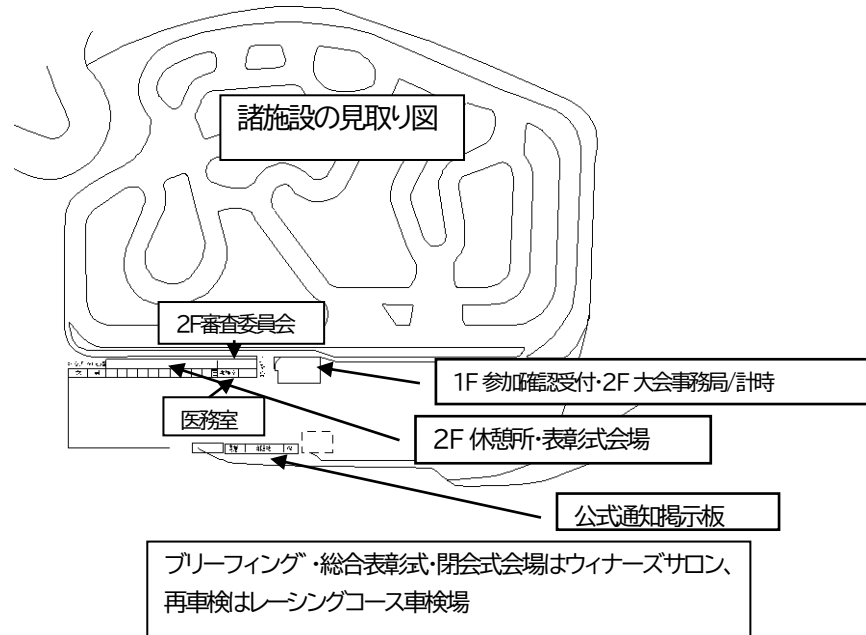 諸施設の見取り図
2F審査委員会
1F 参加確認受付・2F 大会事務局/計時
医務室
2F 休憩所・表彰式会場
公式通知掲示板
ブリーフィング・総合表彰式・閉会式会場はウィナーズサロン、
再車検はレーシングコース車検場